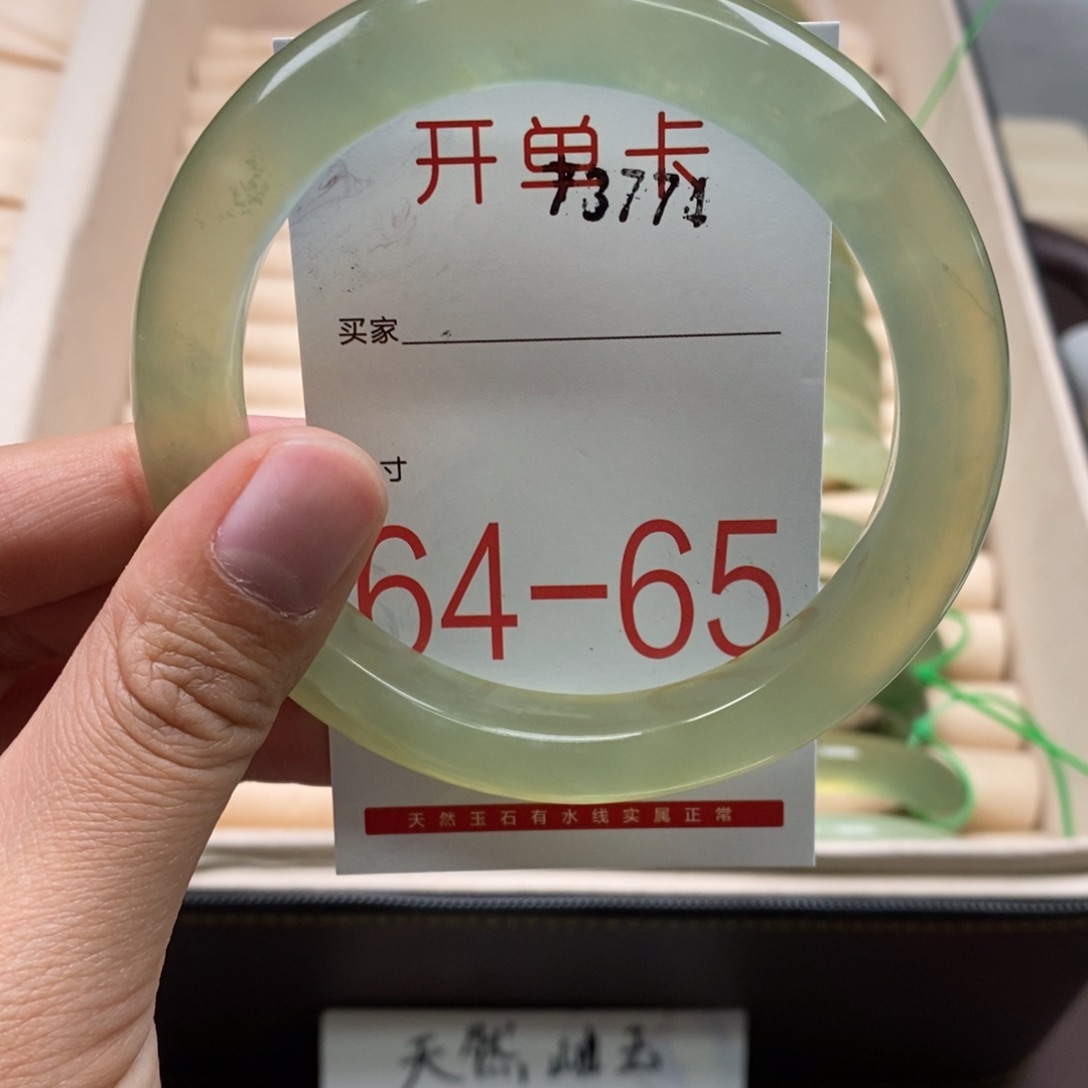 开单卡
73771
买家
寸
64-65
天然玉石有水线实属正常
天然岫玉